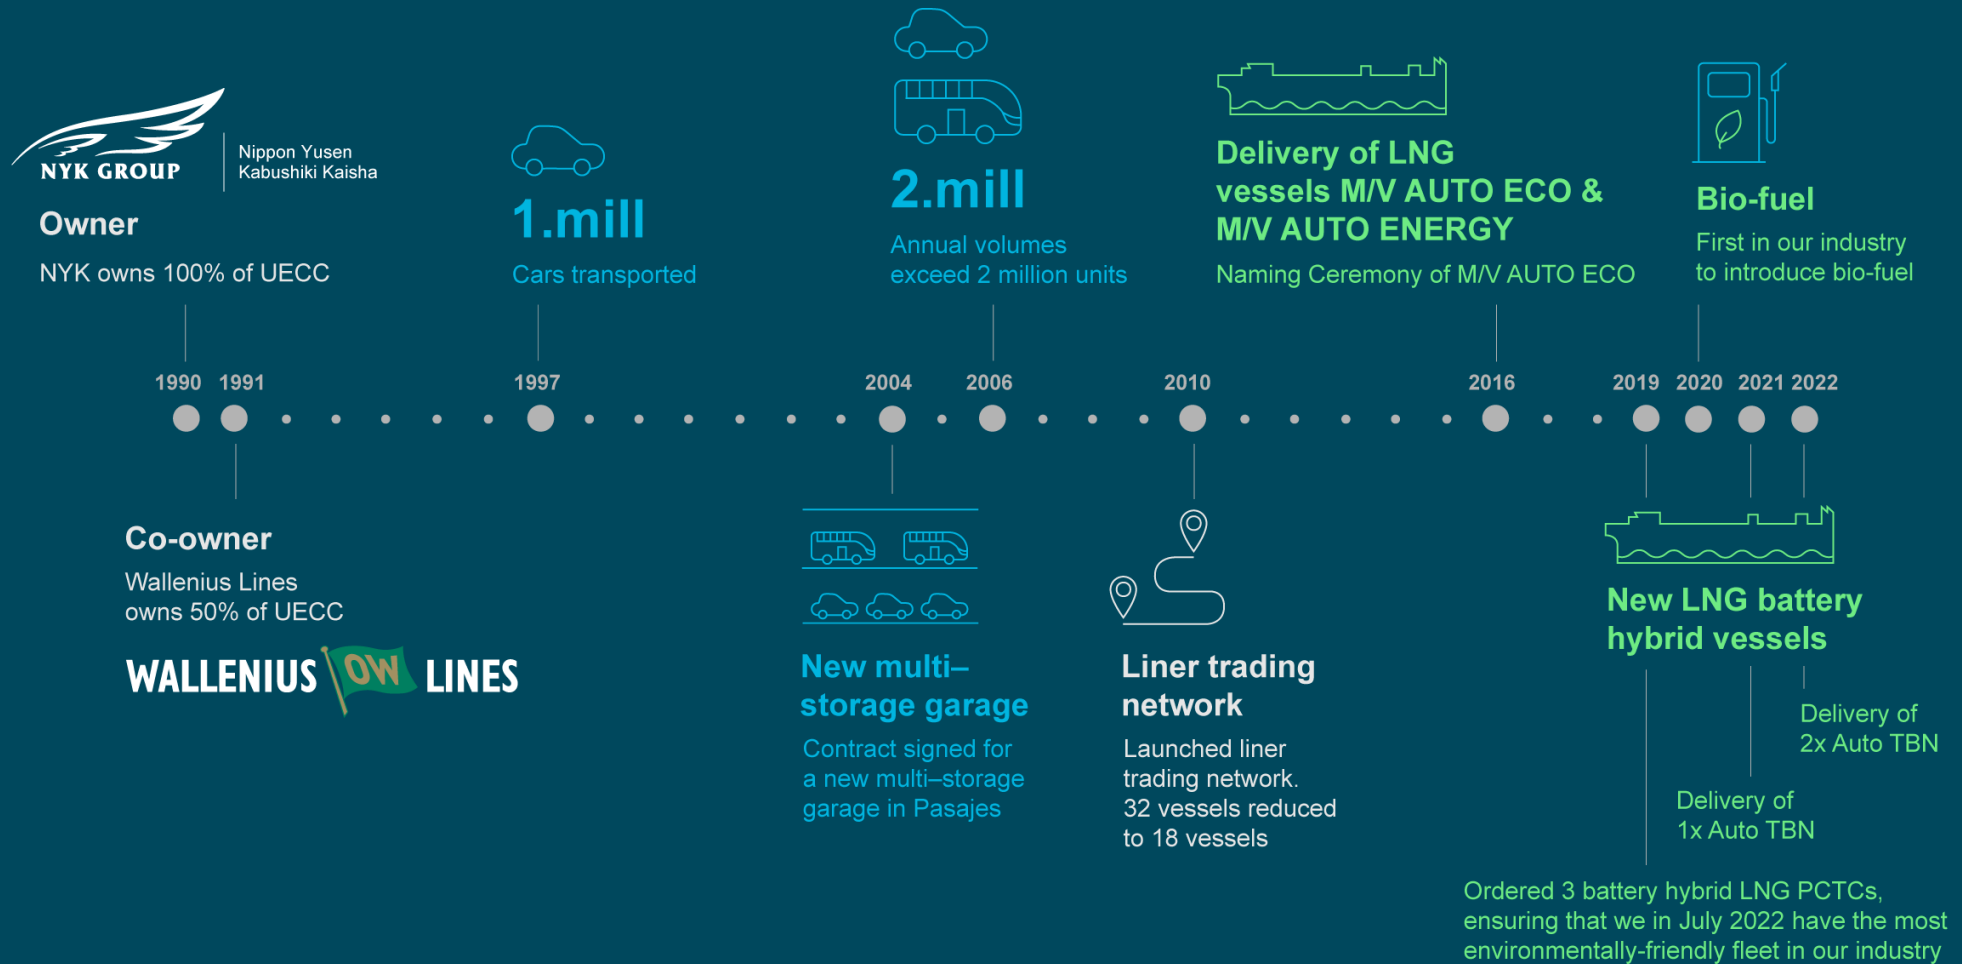 NYK GROUP
Nippon Yusen
Kabushiki Kaisha
Owner
NYK owns 100% of UECC
1.mill
Cars transported
2.mill
Annual volumes
exceed 2 million units
Delivery of LNG
vessels M/V AUTO ECO &
M/V AUTO ENERGY
Naming Ceremony of M/V AUTO ECO
Bio-fuel
First in our industry
to introduce bio-fuel
1990 1991 1997 2004 2006 2010 2016 2019 2020 2021 2022
Co-owner
Wallenius Lines
owns 50% of UECC
WALLENIUS OW LINES
New multi–
storage garage
Contract signed for
a new multi–storage
garage in Pasajes
Liner trading
network
Launched liner
trading network.
32 vessels reduced
to 18 vessels
New LNG battery
hybrid vessels
Delivery of
2x Auto TBN
Delivery of
1x Auto TBN
Ordered 3 battery hybrid LNG PCTCs,
ensuring that we in July 2022 have the most
environmentally-friendly fleet in our industry